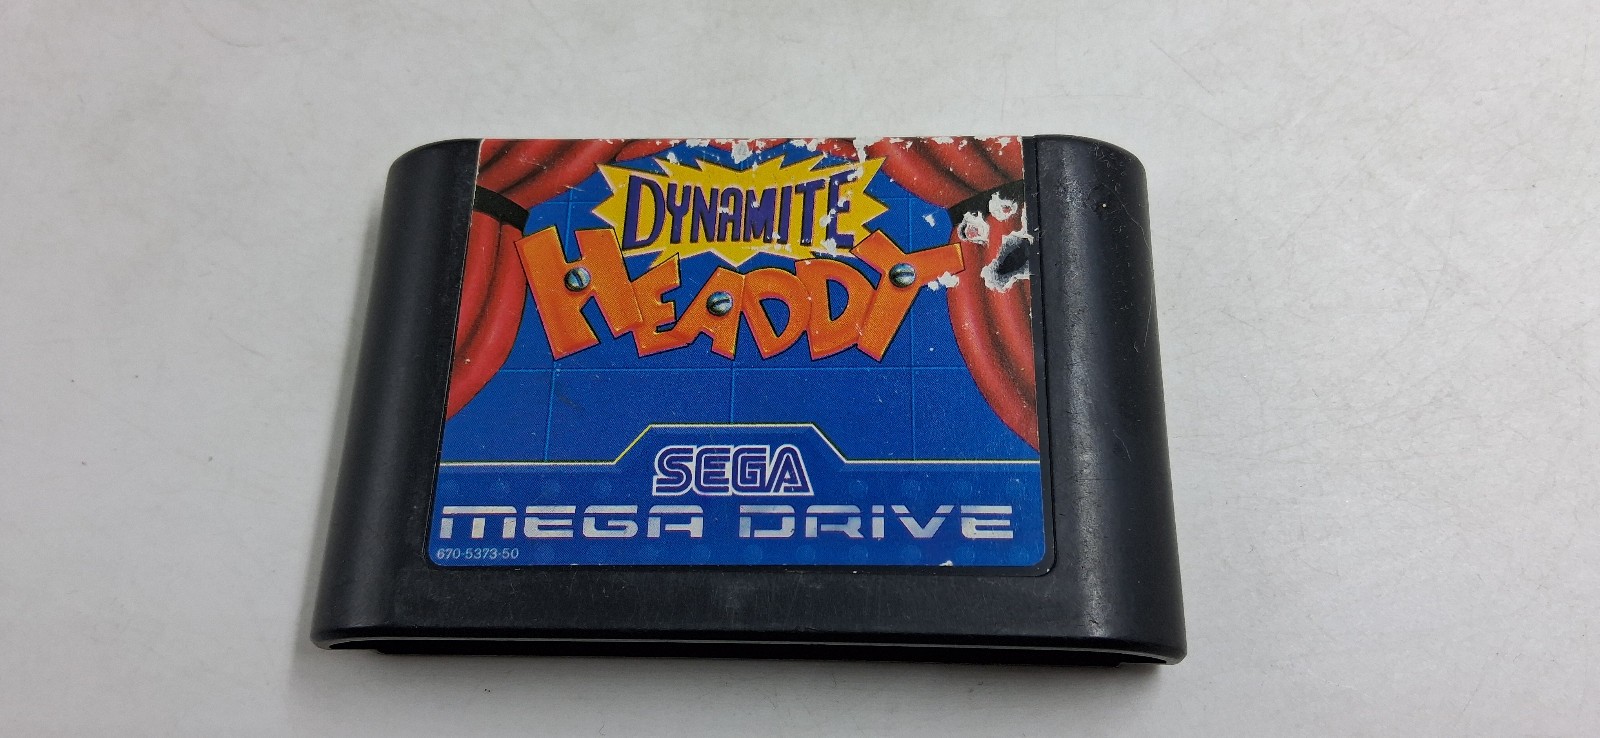 DYNAMITE
HEADDY
SEGA
MEGA DRIVE
670-5373-50